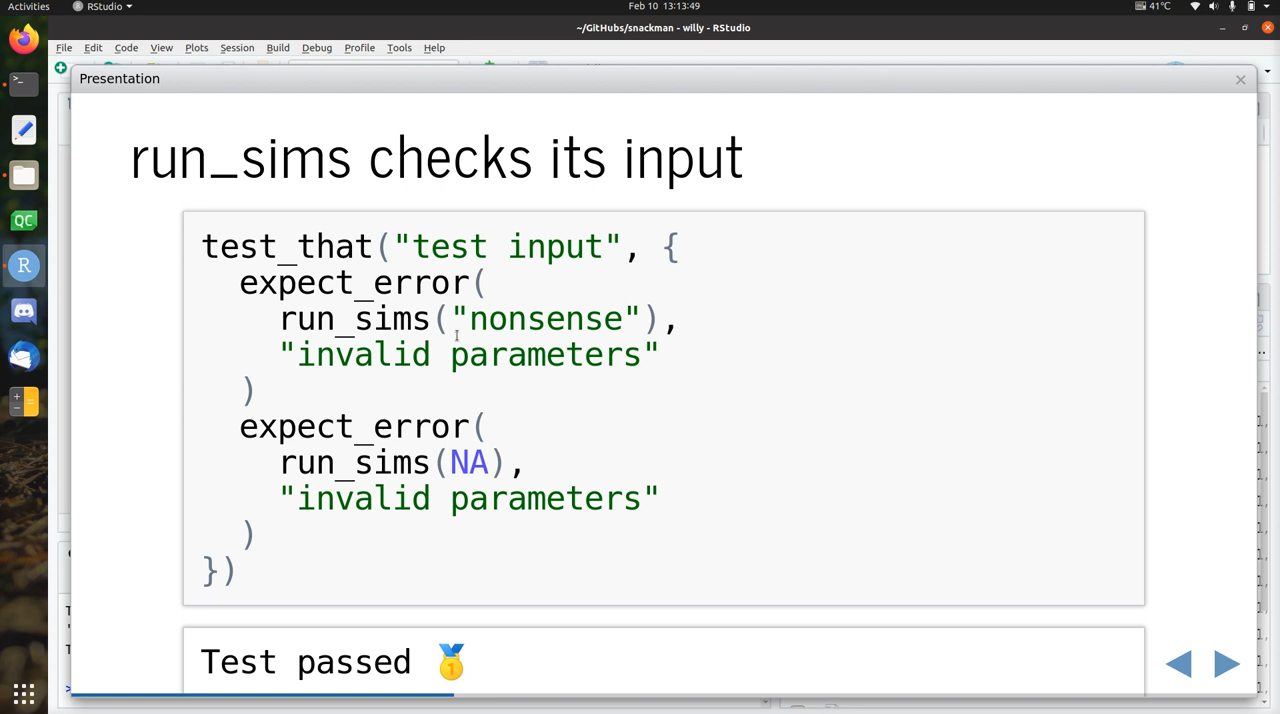 Activities
RStudio
Feb 10 13:13:49
41°C
~/GitHubs/snackman - willy - RStudio
File Edit Code View Plots Session Build Debug Profile Tools Help
Presentation
run_sims checks its input
test_that("test input", {
  expect_error(
    run_sims("nonsense"),
    "invalid parameters"
  )
  expect_error(
    run_sims(NA),
    "invalid parameters"
  )
})
Test passed 🥇
QC
R